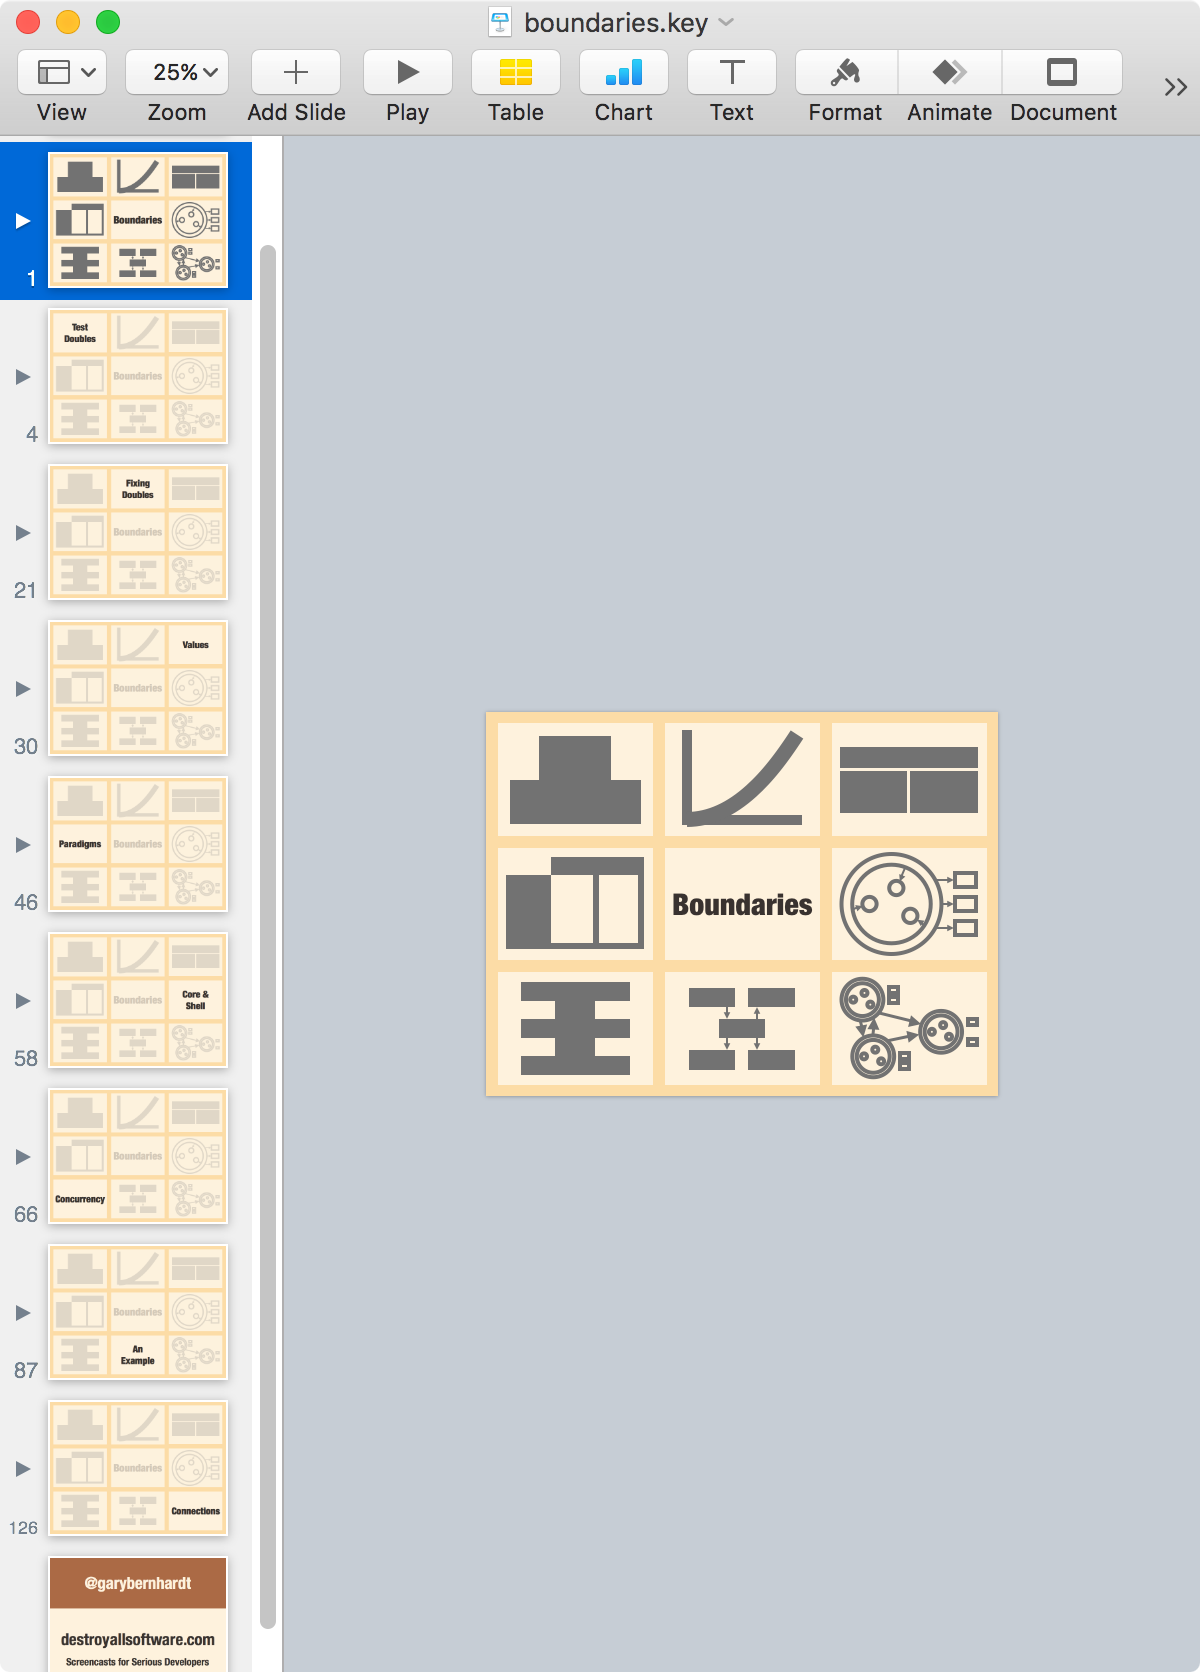 boundaries.key
25%
View
Zoom
Add Slide
Play
Table
Chart
Text
Format
Animate
Document
Boundaries
1
Test
Doubles
Boundaries
4
Fixing
Doubles
Boundaries
21
Values
Boundaries
30
Paradigms
Boundaries
46
Boundaries
Core &
Shell
58
Boundaries
Concurrency
66
Boundaries
An
Example
87
Boundaries
Connections
126
@garybernhardt
destroyallsoftware.com
Screencasts for Serious Developers
Boundaries